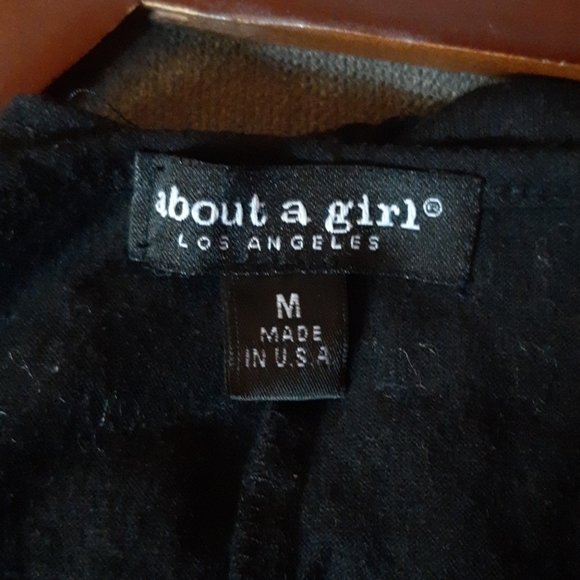 about a girl®
LOS ANGELES
M
MADE
IN U.S.A